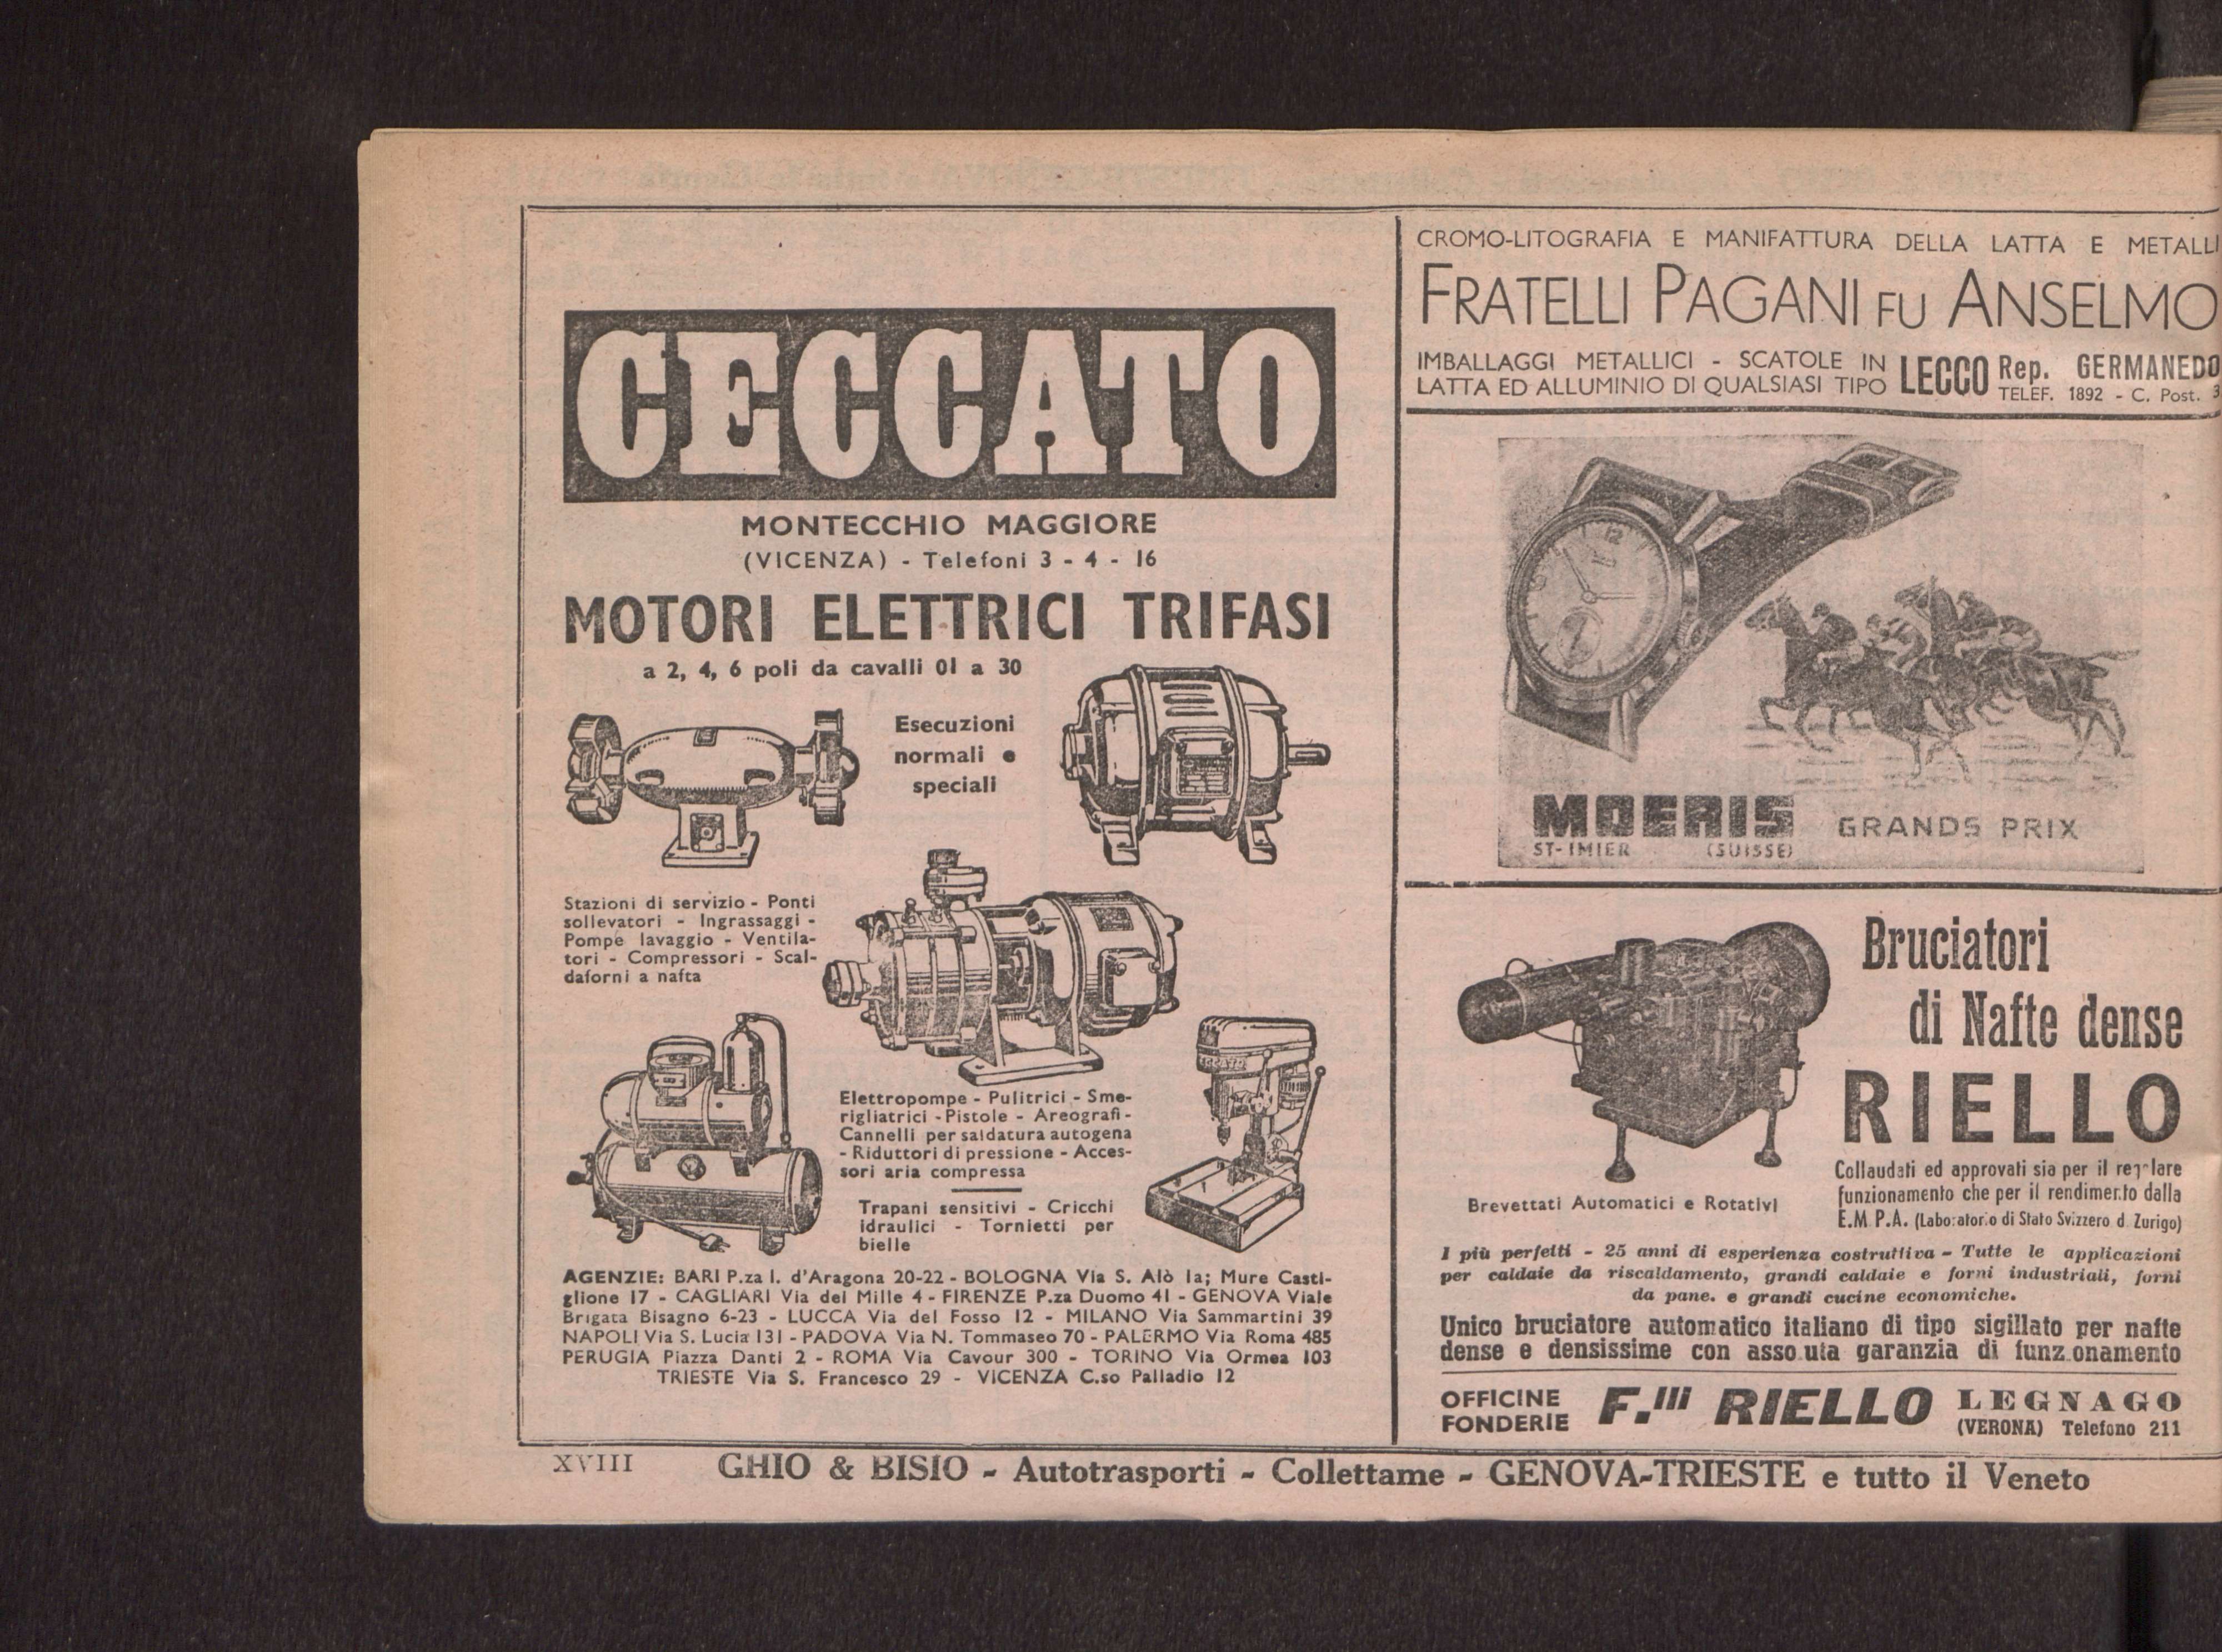 CECCATO
MONTECCHIO MAGGIORE
(VICENZA) - Telefoni 3 - 4 - 16
MOTORI ELETTRICI TRIFASI
a 2, 4, 6 poli da cavalli 01 a 30
Esecuzioni
normali e
speciali
Stazioni di servizio - Ponti
sollevatori - Ingrassaggi -
Pompe lavaggio - Ventila-
tori - Compressori - Scal-
daforni a nafta
Elettropompe - Pulitrici - Sme-
rigliatrici - Pistole - Areografi -
Cannelli per saldatura autogena
- Riduttori di pressione - Acces-
sori aria compressa
Trapani sensitivi - Cricchi
idraulici - Tornietti per
bielle
AGENZIE: BARI P.za I. d'Aragona 20-22 - BOLOGNA Via S. Alò 1a; Mure Casti-
glione 17 - CAGLIARI Via dei Mille 4 - FIRENZE P.za Duomo 41 - GENOVA Viale
Brigata Bisagno 6-23 - LUCCA Via del Fosso 12 - MILANO Via Sammartini 39
NAPOLI Via S. Lucia 131 - PADOVA Via N. Tommaseo 70 - PALERMO Via Roma 485
PERUGIA Piazza Danti 2 - ROMA Via Cavour 300 - TORINO Via Ormea 103
TRIESTE Via S. Francesco 29 - VICENZA C.so Palladio 12
CROMO-LITOGRAFIA E MANIFATTURA DELLA LATTA E METALLI
FRATELLI PAGANI FU ANSELMO
IMBALLAGGI METALLICI - SCATOLE IN
LATTA ED ALLUMINIO DI QUALSIASI TIPO
LECCO Rep. GERMANEDO
TELEF. 1892 - C. Post. 3
12
MOERIS GRANDS PRIX
ST-IMIER (SUISSE)
Bruciatori
di Nafte dense
RIELLO
Brevettati Automatici e Rotativi
Collaudati ed approvati sia per il regolare
funzionamento che per il rendimento dalla
E.M P.A. (Laboratorio di Stato Svizzero d Zurigo)
I più perfetti - 25 anni di esperienza costruttiva - Tutte le applicazioni
per caldaie da riscaldamento, grandi caldaie e forni industriali, forni
da pane. e grandi cucine economiche.
Unico bruciatore automatico italiano di tipo sigillato per nafte
dense e densissime con asso uta garanzia di funz onamento
OFFICINE
FONDERIE
F.lli RIELLO
LEGNAGO
(VERONA) Telefono 211
XVIII
GHIO & BISIO - Autotrasporti - Collettame - GENOVA-TRIESTE e tutto il Veneto